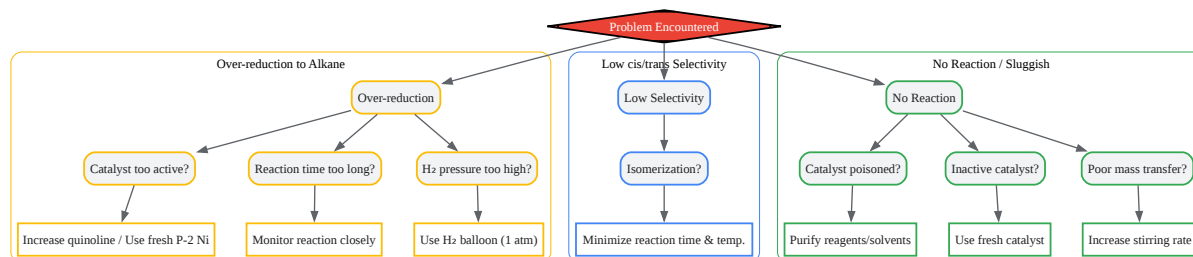 Problem Encountered
Over-reduction to Alkane
Low cis/trans Selectivity
No Reaction / Sluggish
Over-reduction
Low Selectivity
No Reaction
Catalyst too active?
Reaction time too long?
H₂ pressure too high?
Isomerization?
Catalyst poisoned?
Inactive catalyst?
Poor mass transfer?
Increase quinoline / Use fresh P-2 Ni
Monitor reaction closely
Use H₂ balloon (1 atm)
Minimize reaction time & temp.
Purify reagents/solvents
Use fresh catalyst
Increase stirring rate